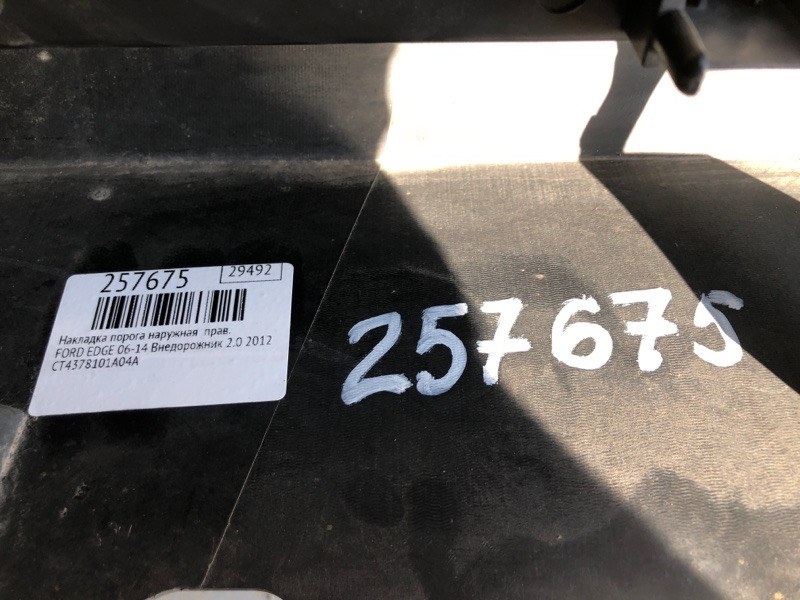 257675
29492
Накладка порога наружная прав.
FORD EDGE 06-14 Внедорожник 2.0 2012
CT4378101A04A
257675